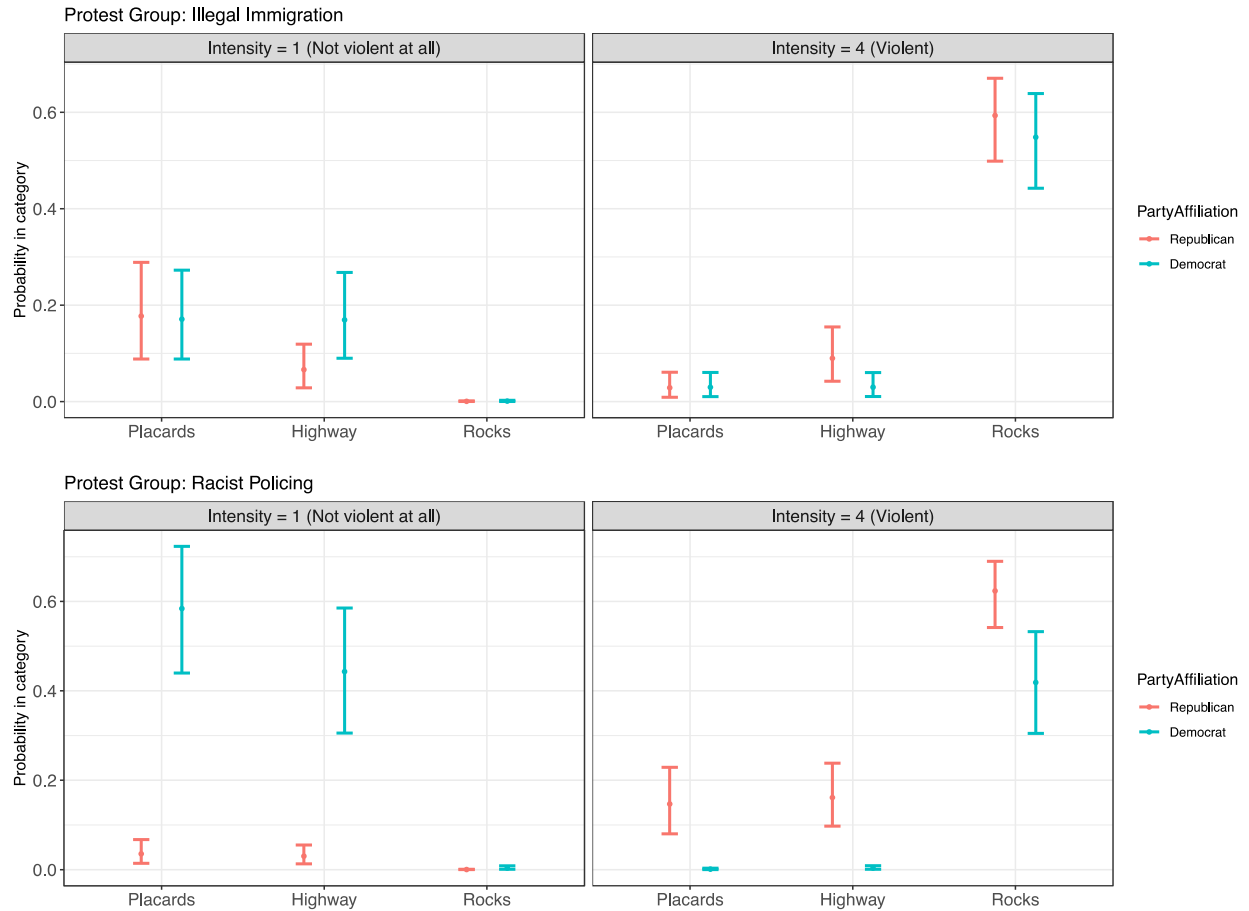 Protest Group: Illegal Immigration
Intensity = 1 (Not violent at all)
Intensity = 4 (Violent)
Probability in category
0.6
0.4
0.2
0.0
Placards
Highway
Rocks
Placards
Highway
Rocks
PartyAffiliation
Republican
Democrat
Protest Group: Racist Policing
Intensity = 1 (Not violent at all)
Intensity = 4 (Violent)
Probability in category
0.6
0.4
0.2
0.0
Placards
Highway
Rocks
Placards
Highway
Rocks
PartyAffiliation
Republican
Democrat